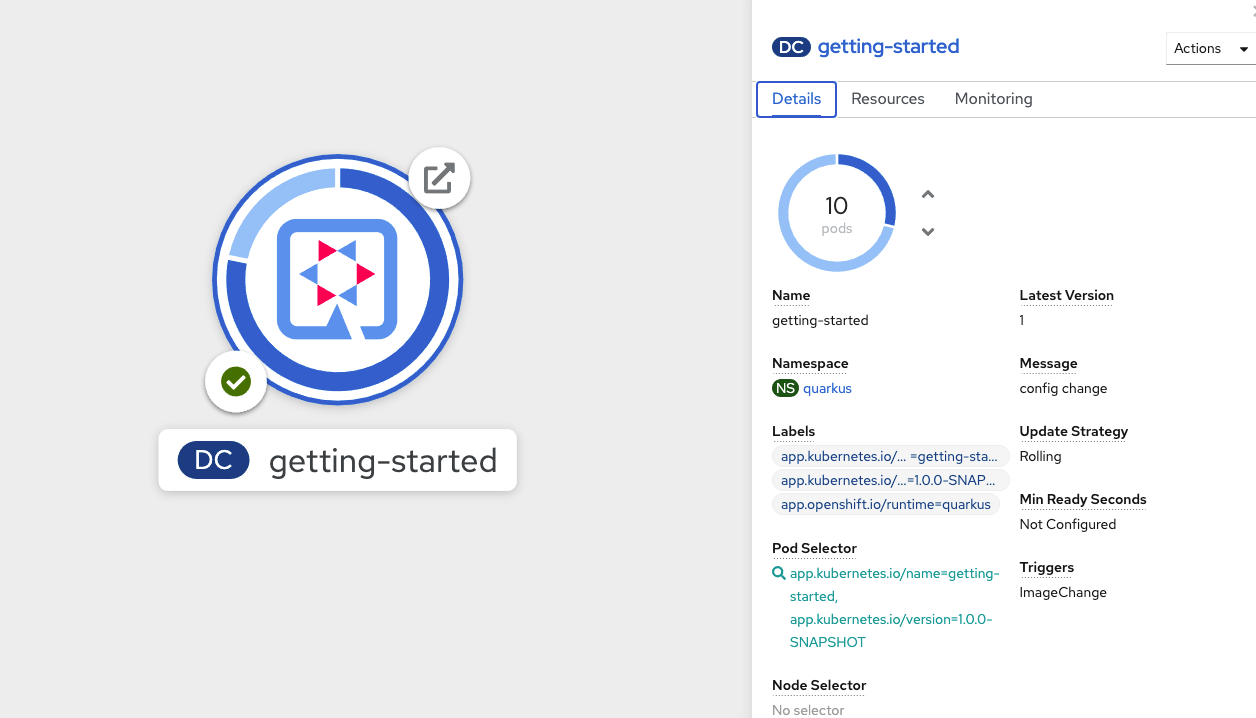 DC getting-started
DC getting-started
Actions
Details Resources Monitoring
10
pods
Name
getting-started
Namespace
NS quarkus
Labels
app.kubernetes.io/... =getting-sta...
app.kubernetes.io/...=1.0.0-SNAP...
app.openshift.io/runtime=quarkus
Pod Selector
app.kubernetes.io/name=getting-
started,
app.kubernetes.io/version=1.0.0-
SNAPSHOT
Node Selector
No selector
Latest Version
1
Message
config change
Update Strategy
Rolling
Min Ready Seconds
Not Configured
Triggers
ImageChange